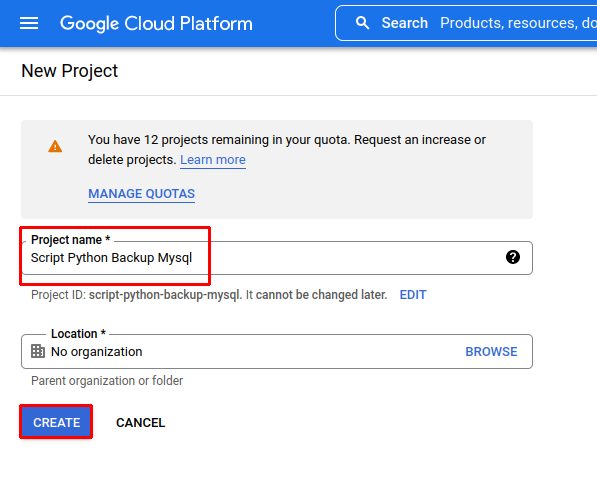 Google Cloud Platform
Search Products, resources, do
New Project
You have 12 projects remaining in your quota. Request an increase or
delete projects. Learn more
MANAGE QUOTAS
Project name *
Script Python Backup Mysql
?
Project ID: script-python-backup-mysql. It cannot be changed later. EDIT
Location *
No organization BROWSE
Parent organization or folder
CREATE CANCEL